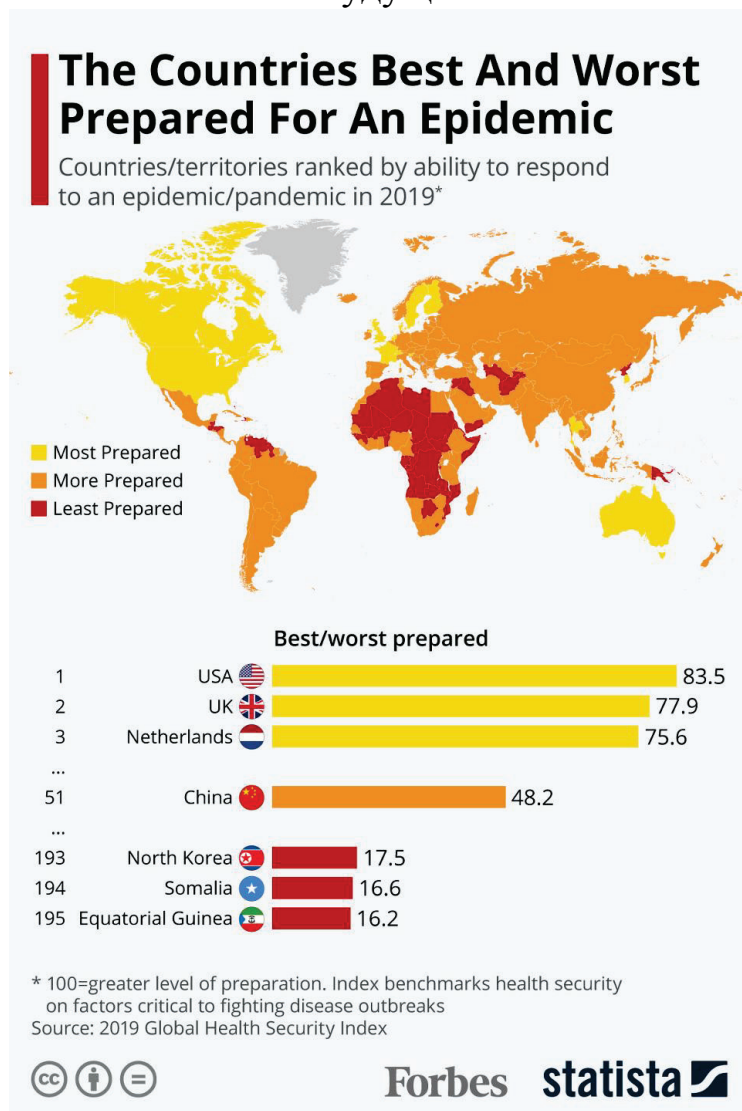 The Countries Best And Worst
Prepared For An Epidemic
Countries/territories ranked by ability to respond
to an epidemic/pandemic in 2019*
Most Prepared
More Prepared
Least Prepared
Best/worst prepared
1 USA 83.5
2 UK 77.9
3 Netherlands 75.6
...
51 China 48.2
...
193 North Korea 17.5
194 Somalia 16.6
195 Equatorial Guinea 16.2
* 100=greater level of preparation. Index benchmarks health security
on factors critical to fighting disease outbreaks
Source: 2019 Global Health Security Index
cc
Forbes statista